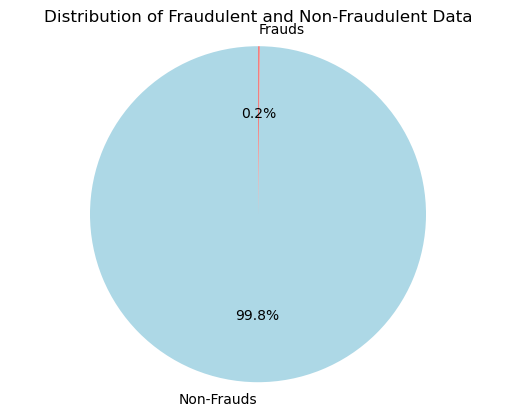 Distribution of Fraudulent and Non-Fraudulent Data
Frauds
0.2%
99.8%
Non-Frauds